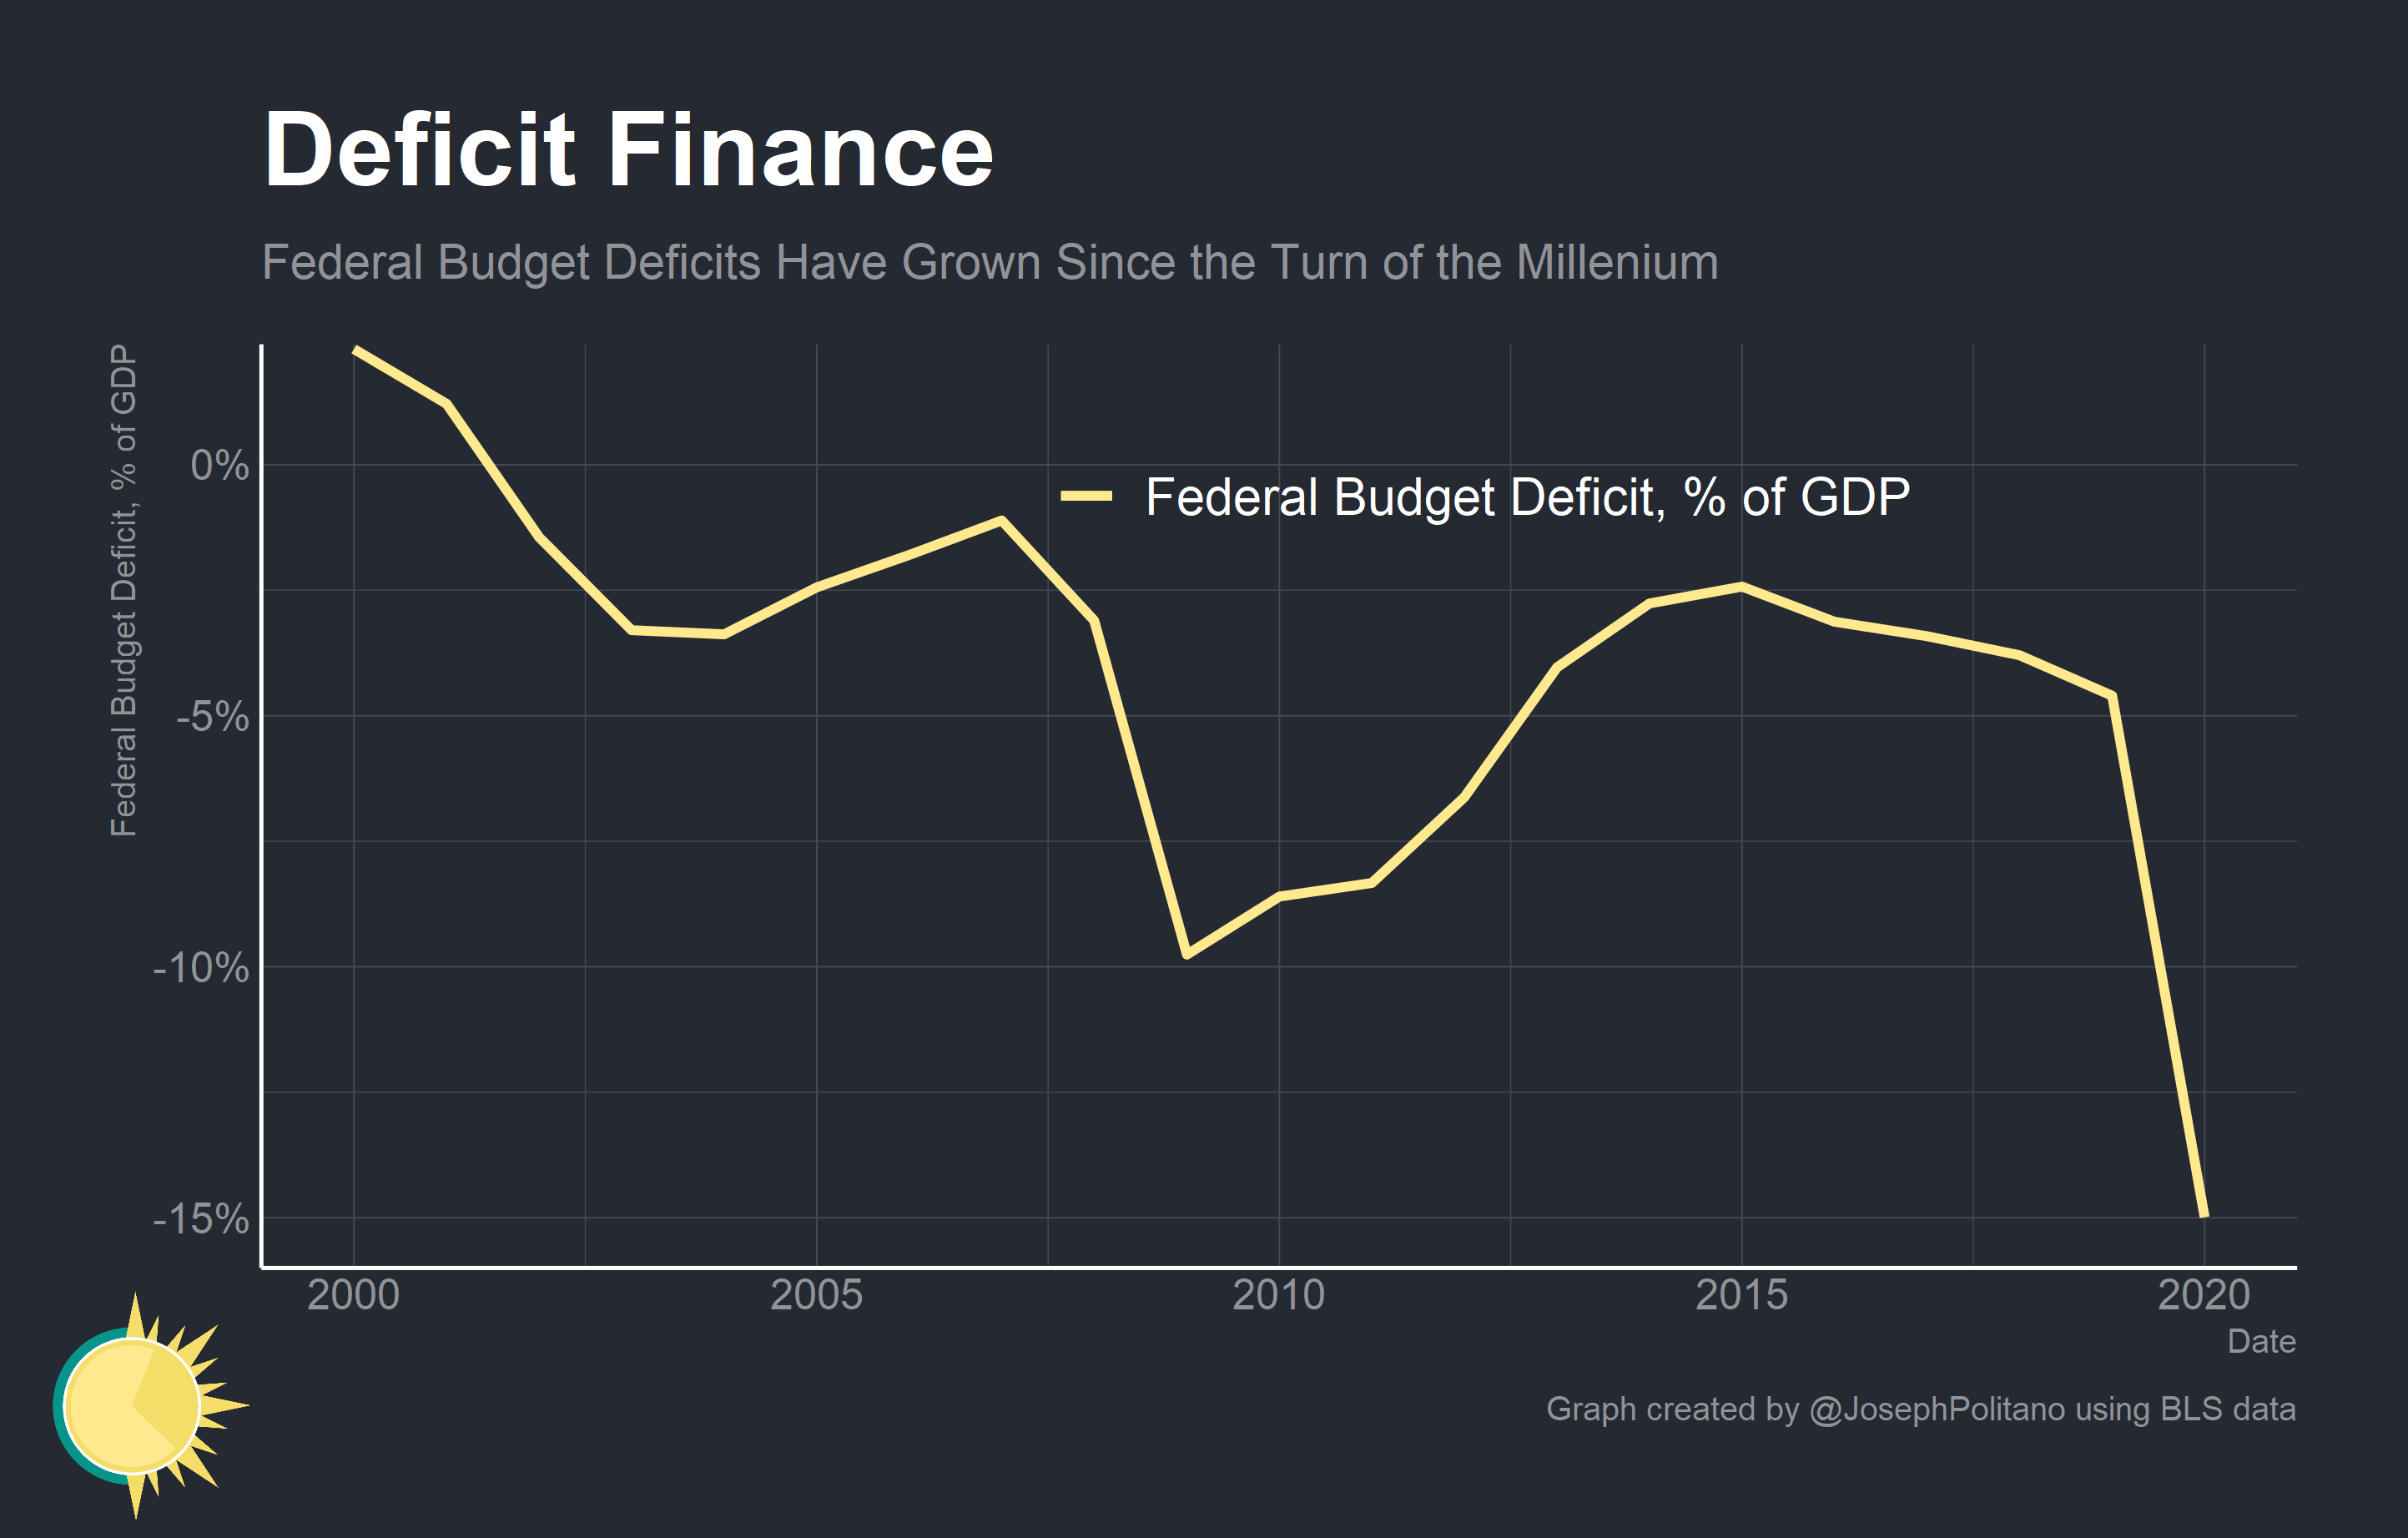 Deficit Finance
Federal Budget Deficits Have Grown Since the Turn of the Millenium
Federal Budget Deficit, % of GDP
0%
-5%
-10%
-15%
Federal Budget Deficit, % of GDP
2000
2005
2010
2015
2020
Date
Graph created by @JosephPolitano using BLS data